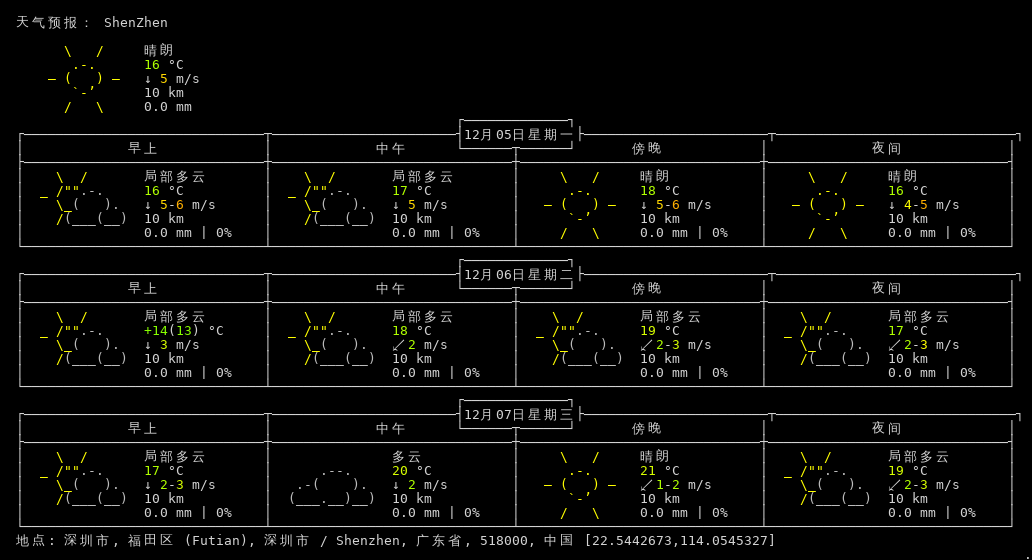 天气预报: ShenZhen
晴朗
16 °C
↓ 5 m/s
10 km
0.0 mm
12月05日星期一
早上 中午 傍晚 夜间
局部多云 局部多云 晴朗 晴朗
16 °C 17 °C 18 °C 16 °C
↓ 5-6 m/s ↓ 5 m/s ↓ 5-6 m/s ↓ 4-5 m/s
10 km 10 km 10 km 10 km
0.0 mm | 0% 0.0 mm | 0% 0.0 mm | 0% 0.0 mm | 0%
12月06日星期二
早上 中午 傍晚 夜间
局部多云 局部多云 局部多云 局部多云
+14(13) °C 18 °C 19 °C 17 °C
↓ 3 m/s ↙ 2 m/s ↙ 2-3 m/s ↙ 2-3 m/s
10 km 10 km 10 km 10 km
0.0 mm | 0% 0.0 mm | 0% 0.0 mm | 0% 0.0 mm | 0%
12月07日星期三
早上 中午 傍晚 夜间
局部多云 多云 晴朗 局部多云
17 °C 20 °C 21 °C 19 °C
↓ 2-3 m/s ↓ 2 m/s ↙ 1-2 m/s ↙ 2-3 m/s
10 km 10 km 10 km 10 km
0.0 mm | 0% 0.0 mm | 0% 0.0 mm | 0% 0.0 mm | 0%
地点: 深圳市, 福田区 (Futian), 深圳市 / Shenzhen, 广东省, 518000, 中国 [22.5442673,114.0545327]